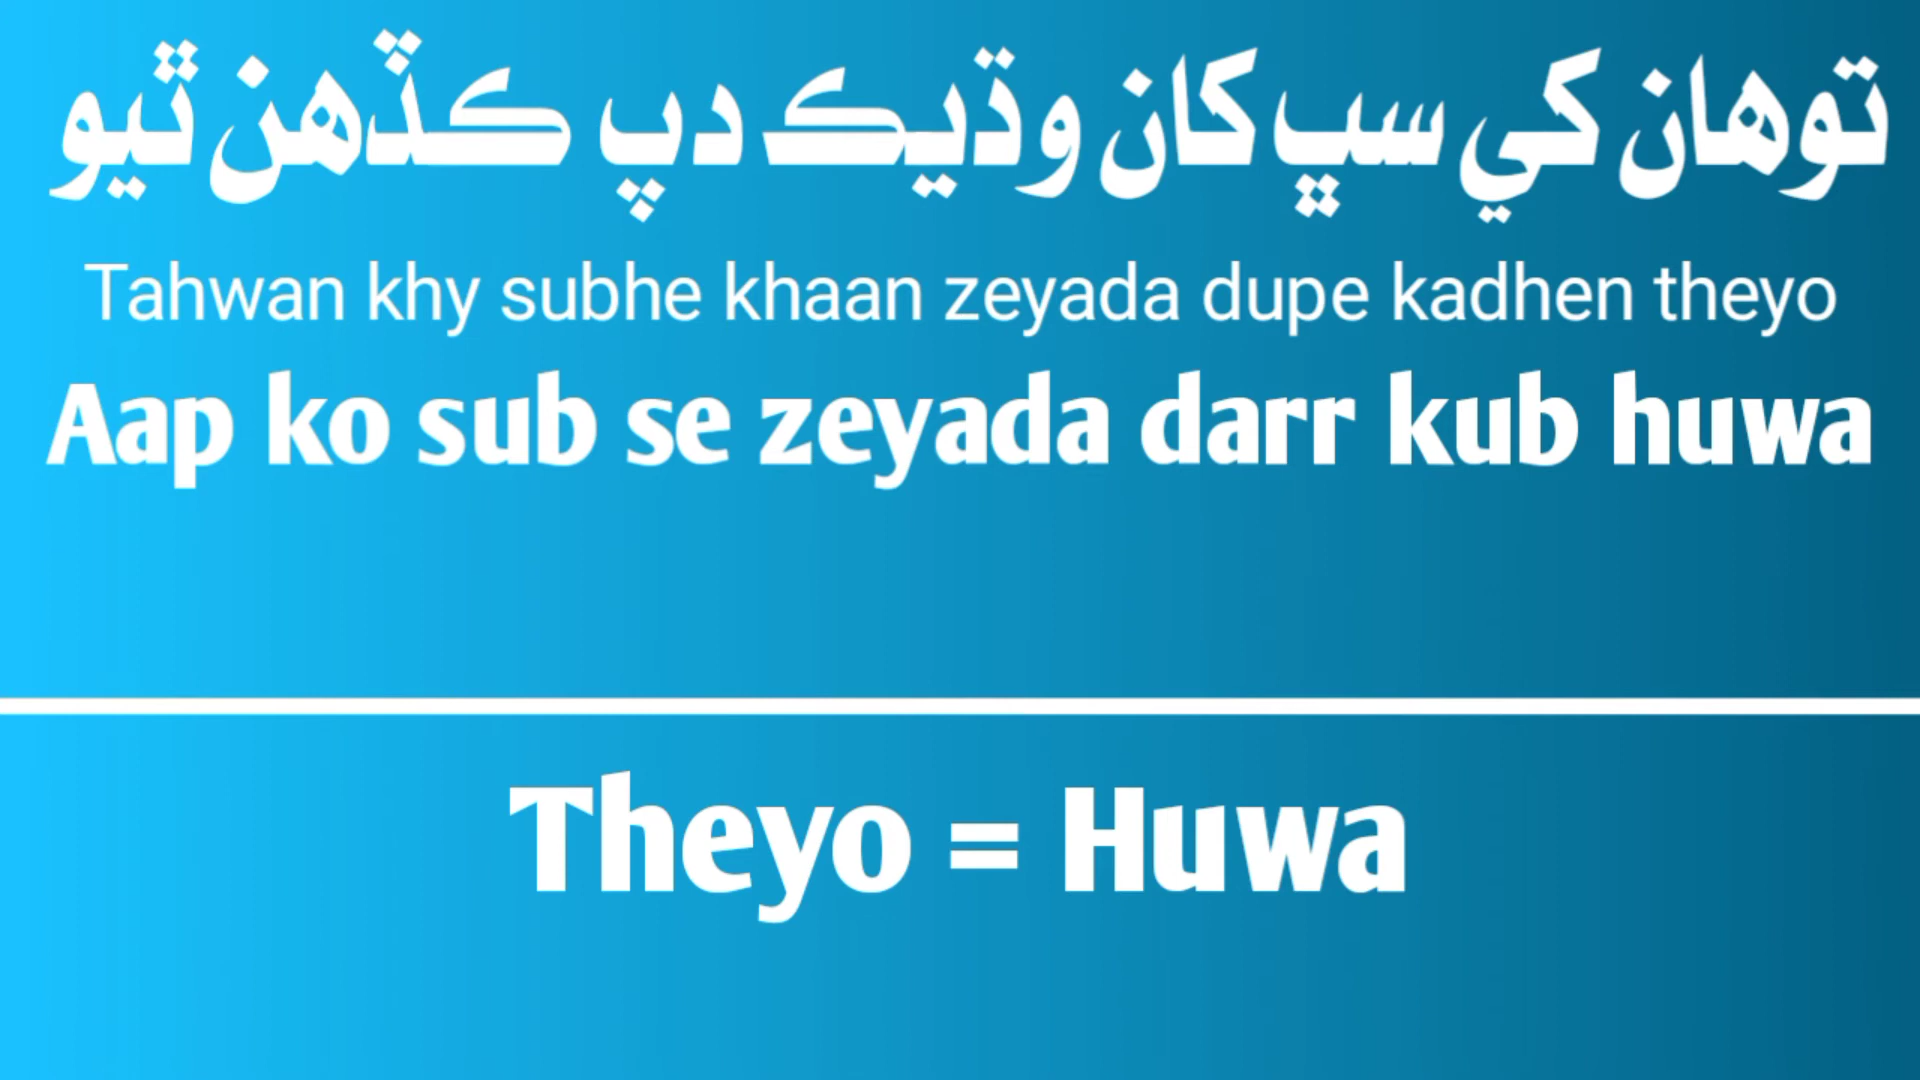 توهان کي سڀ کان وڌيڪ دپ ڪڏهن ٿيو
Tahwan khy subhe khaan zeyada dupe kadhen theyo
Aap ko sub se zeyada darr kub huwa
Theyo = Huwa